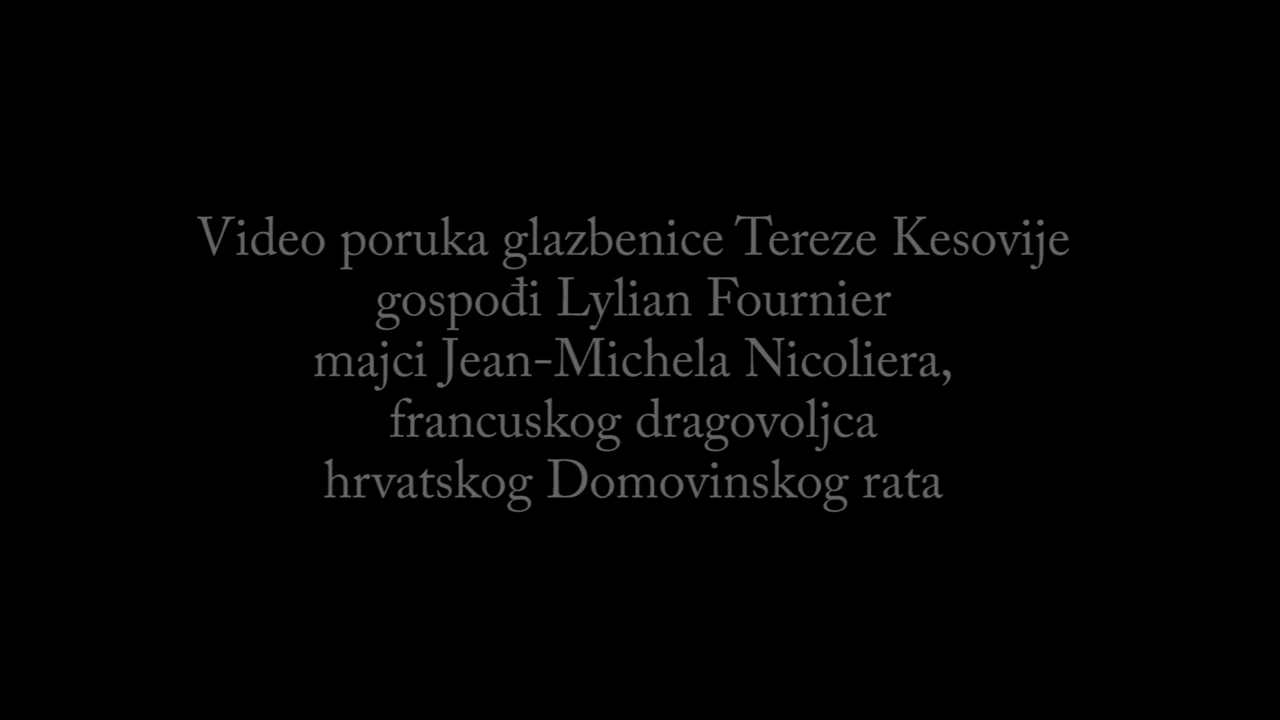 Video poruka glazbenice Tereze Kesovije
gospođi Lylian Fournier
majci Jean-Michela Nicoliera,
francuskog dragovoljca
hrvatskog Domovinskog rata